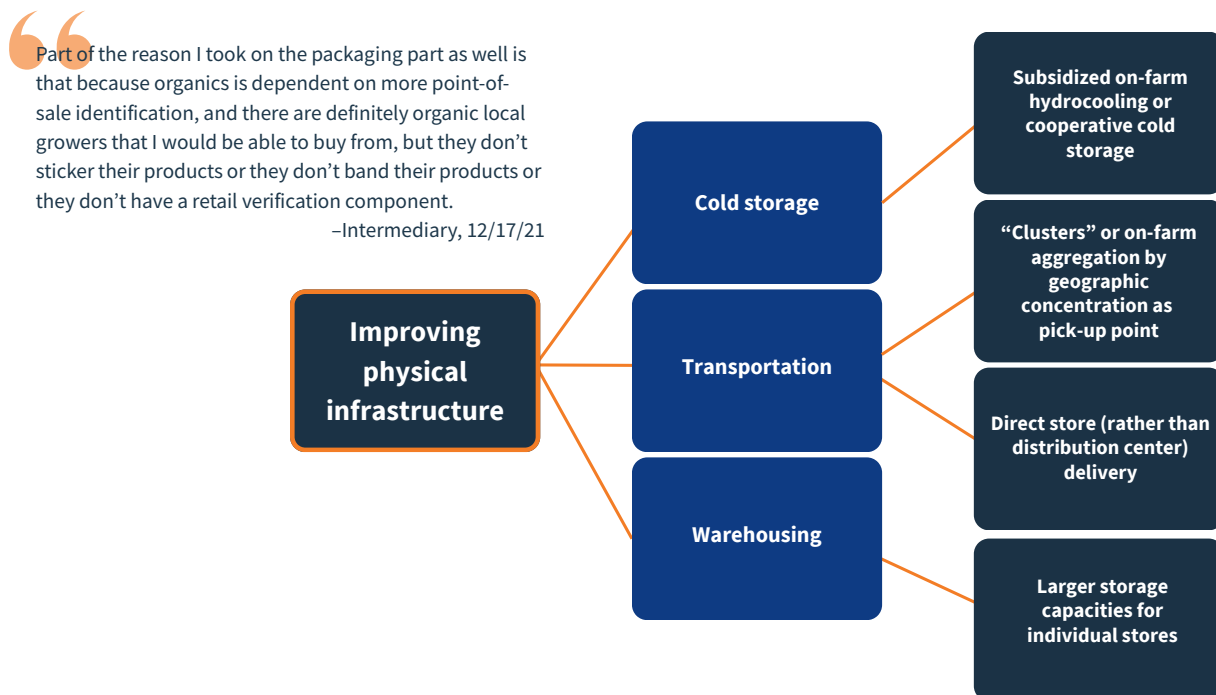 Part of the reason I took on the packaging part as well is
that because organics is dependent on more point-of-
sale identification, and there are definitely organic local
growers that I would be able to buy from, but they don’t
sticker their products or they don’t band their products or
they don’t have a retail verification component.
–Intermediary, 12/17/21
Improving
physical
infrastructure
Cold storage
Transportation
Warehousing
Subsidized on-farm
hydrocooling or
cooperative cold
storage
“Clusters” or on-farm
aggregation by
geographic
concentration as
pick-up point
Direct store (rather than
distribution center)
delivery
Larger storage
capacities for
individual stores